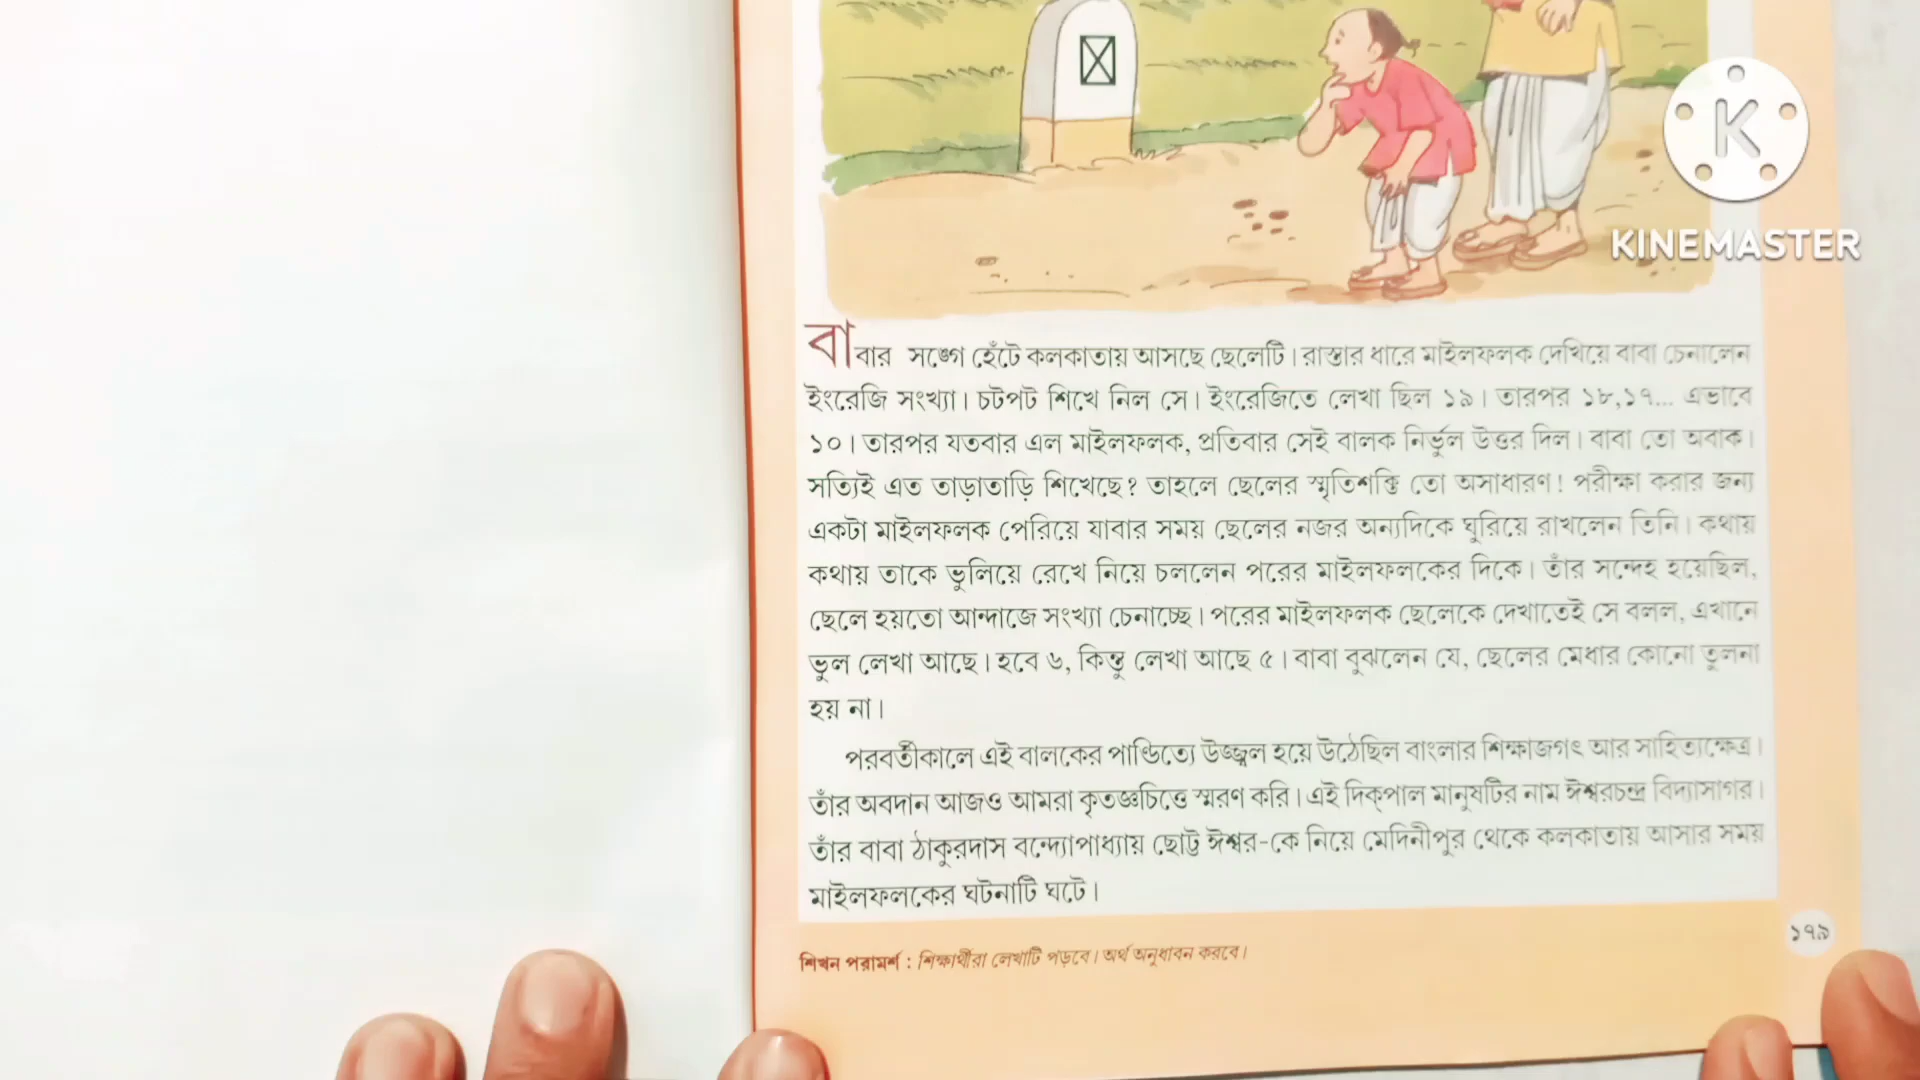 K
KINEMASTER
বাবার সঙ্গে হেঁটে কলকাতায় আসছে ছেলেটি। রাস্তার ধারে মাইলফলক দেখিয়ে বাবা চেনালেন
ইংরেজি সংখ্যা। চটপট শিখে নিল সে। ইংরেজিতে লেখা ছিল ১৯। তারপর ১৮,১৭... এভাবে
১০। তারপর যতবার এল মাইলফলক, প্রতিবার সেই বালক নির্ভুল উত্তর দিল। বাবা তো অবাক।
সত্যিই এত তাড়াতাড়ি শিখেছে? তাহলে ছেলের স্মৃতিশক্তি তো অসাধারণ! পরীক্ষা করার জন্য
একটা মাইলফলক পেরিয়ে যাবার সময় ছেলের নজর অন্যদিকে ঘুরিয়ে রাখলেন তিনি। কথায়
কথায় তাকে ভুলিয়ে রেখে নিয়ে চললেন পরের মাইলফলকের দিকে। তাঁর সন্দেহ হয়েছিল,
ছেলে হয়তো আন্দাজে সংখ্যা চেনাচ্ছে। পরের মাইলফলক ছেলেকে দেখাতেই সে বলল, এখানে
ভুল লেখা আছে। হবে ৬, কিন্তু লেখা আছে ৫। বাবা বুঝলেন যে, ছেলের মেধার কোনো তুলনা
হয় না।
পরবর্তীকালে এই বালকের পাণ্ডিত্যে উজ্জ্বল হয়ে উঠেছিল বাংলার শিক্ষাজগৎ আর সাহিত্যক্ষেত্র।
তাঁর অবদান আজও আমরা কৃতজ্ঞচিত্তে স্মরণ করি। এই দিক্‌পাল মানুষটির নাম ঈশ্বরচন্দ্র বিদ্যাসাগর।
তাঁর বাবা ঠাকুরদাস বন্দ্যোপাধ্যায় ছোট্ট ঈশ্বর-কে নিয়ে মেদিনীপুর থেকে কলকাতায় আসার সময়
মাইলফলকের ঘটনাটি ঘটে।
১৭৯
শিখন পরামর্শ : শিক্ষার্থীরা লেখাটি পড়বে। অর্থ অনুধাবন করবে।